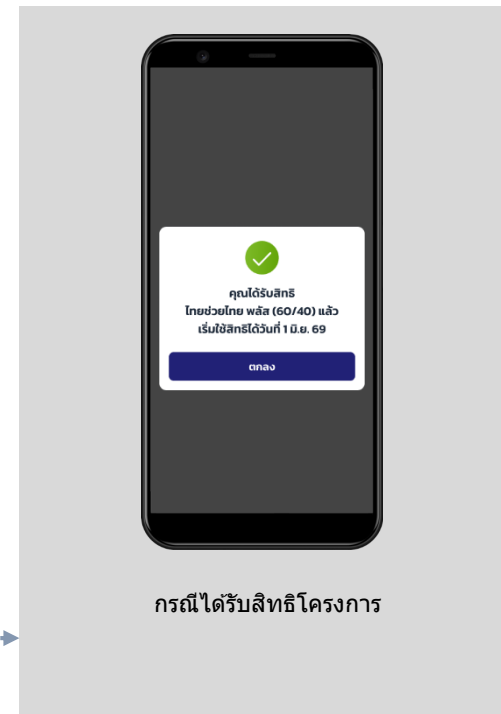 คุณได้รับสิทธิ
ไทยช่วยไทย พลัส (60/40) แล้ว
เริ่มใช้สิทธิได้วันที่ 1 มิ.ย. 69
ตกลง
กรณีได้รับสิทธิโครงการ